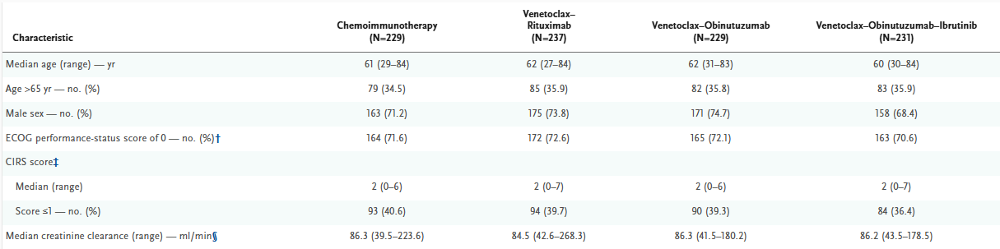 Characteristic Chemoimmunotherapy (N=229) Venetoclax–Rituximab (N=237) Venetoclax–Obinutuzumab (N=229) Venetoclax–Obinutuzumab–Ibrutinib (N=231)
Median age (range) — yr 61 (29–84) 62 (27–84) 62 (31–83) 60 (30–84)
Age >65 yr — no. (%) 79 (34.5) 85 (35.9) 82 (35.8) 83 (35.9)
Male sex — no. (%) 163 (71.2) 175 (73.8) 171 (74.7) 158 (68.4)
ECOG performance-status score of 0 — no. (%)† 164 (71.6) 172 (72.6) 165 (72.1) 163 (70.6)
CIRS score‡
Median (range) 2 (0–6) 2 (0–7) 2 (0–6) 2 (0–7)
Score ≤1 — no. (%) 93 (40.6) 94 (39.7) 90 (39.3) 84 (36.4)
Median creatinine clearance (range) — ml/min§ 86.3 (39.5–223.6) 84.5 (42.6–268.3) 86.3 (41.5–180.2) 86.2 (43.5–178.5)